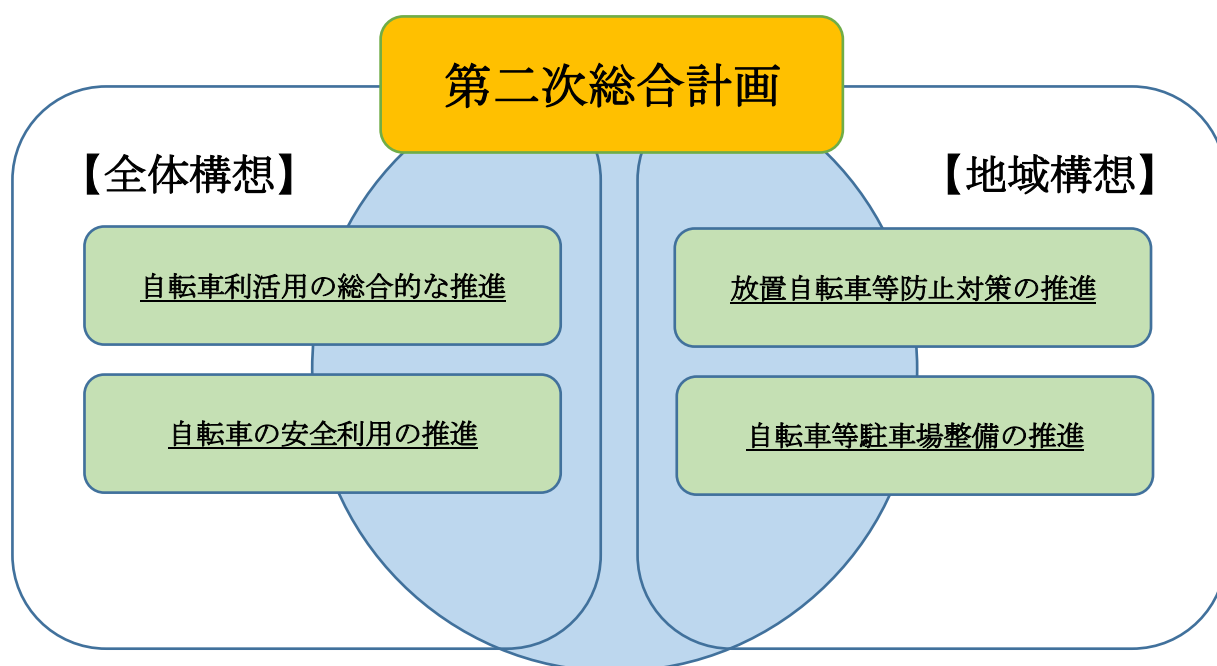 第二次総合計画
【全体構想】
自転車利活用の総合的な推進
自転車の安全利用の推進
【地域構想】
放置自転車等防止対策の推進
自転車等駐車場整備の推進